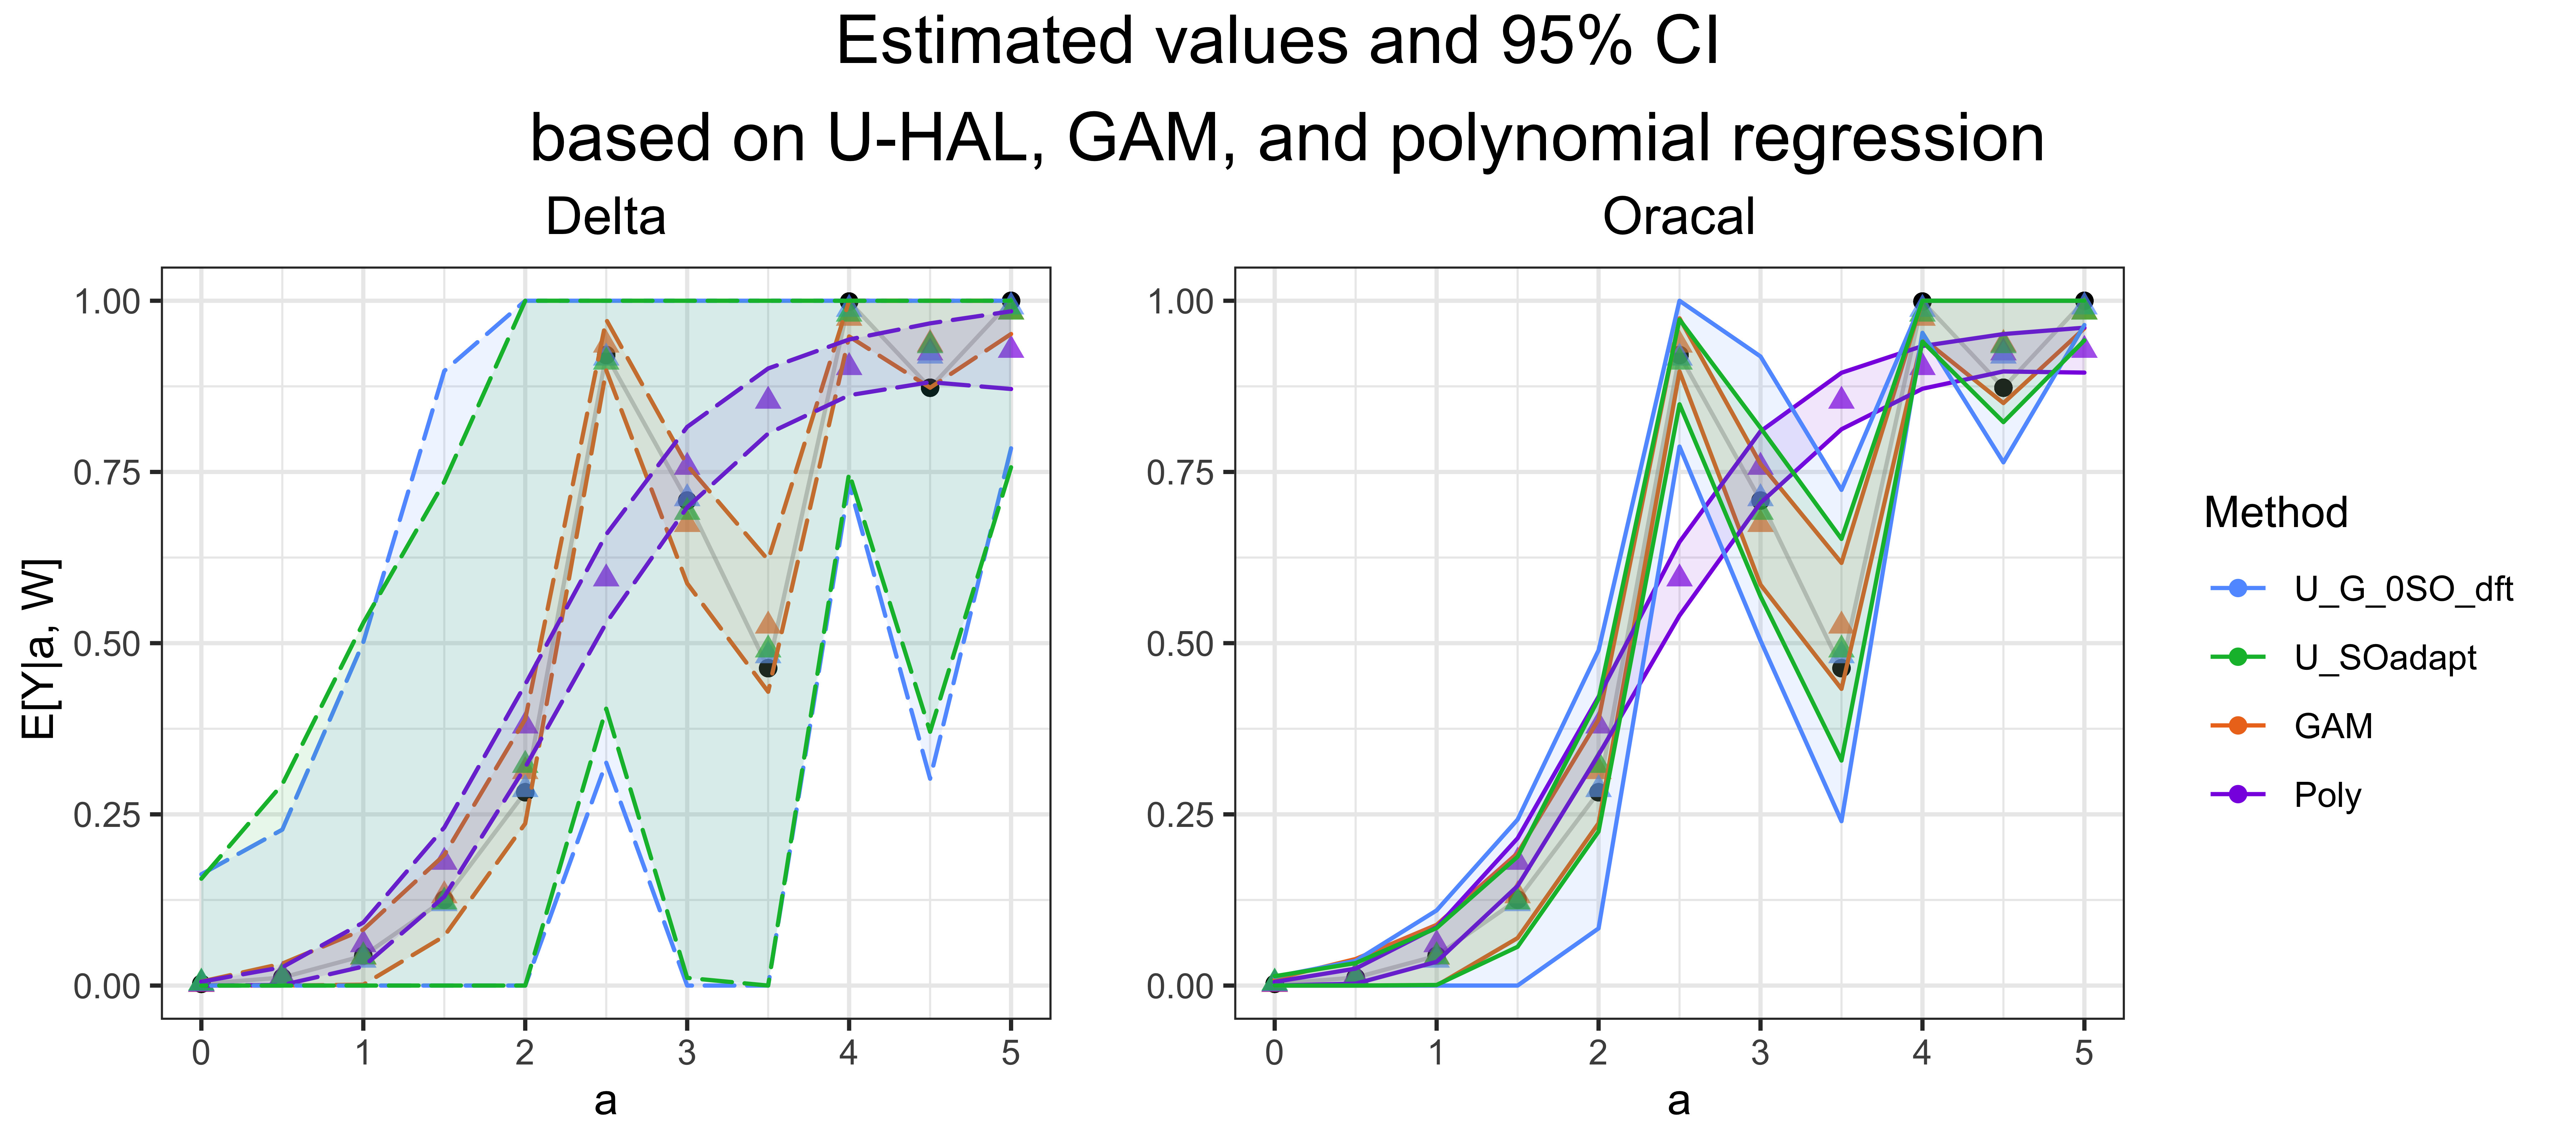 Estimated values and 95% CI
based on U-HAL, GAM, and polynomial regression
Delta
Oracal
E[Y|a, W]
1.00
0.75
0.50
0.25
0.00
0 1 2 3 4 5
a
1.00
0.75
0.50
0.25
0.00
0 1 2 3 4 5
a
Method
U_G_0SO_dft
U_SOadapt
GAM
Poly